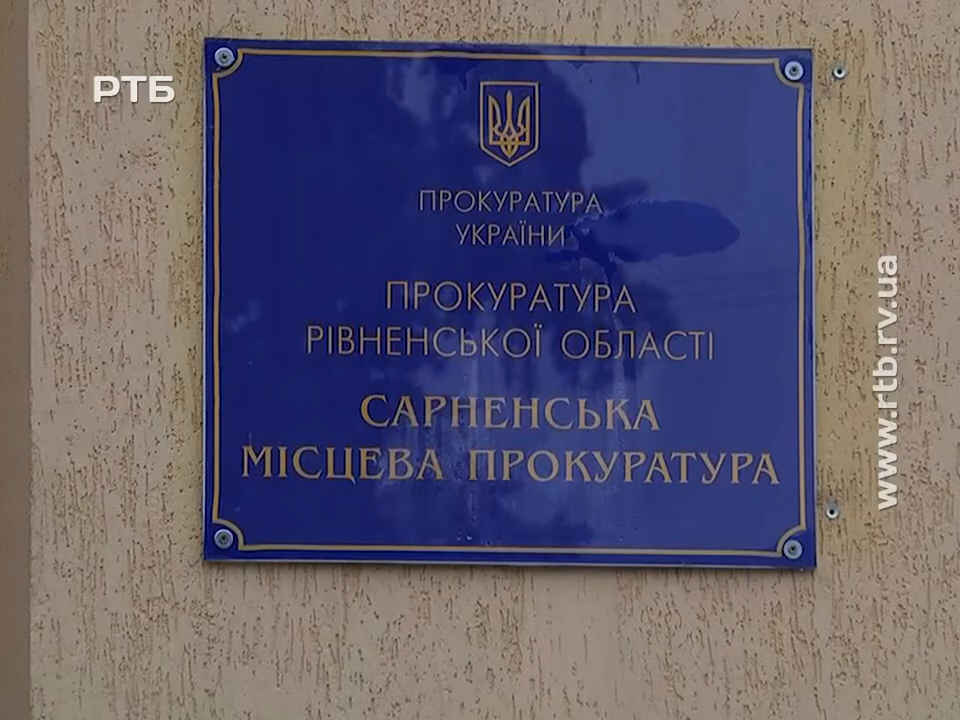 РТБ
ПРОКУРАТУРА
УКРАЇНИ
ПРОКУРАТУРА
РІВНЕНСЬКОЇ ОБЛАСТІ
САРНЕНСЬКА
МІСЦЕВА ПРОКУРАТУРА
www.rtb.rv.ua